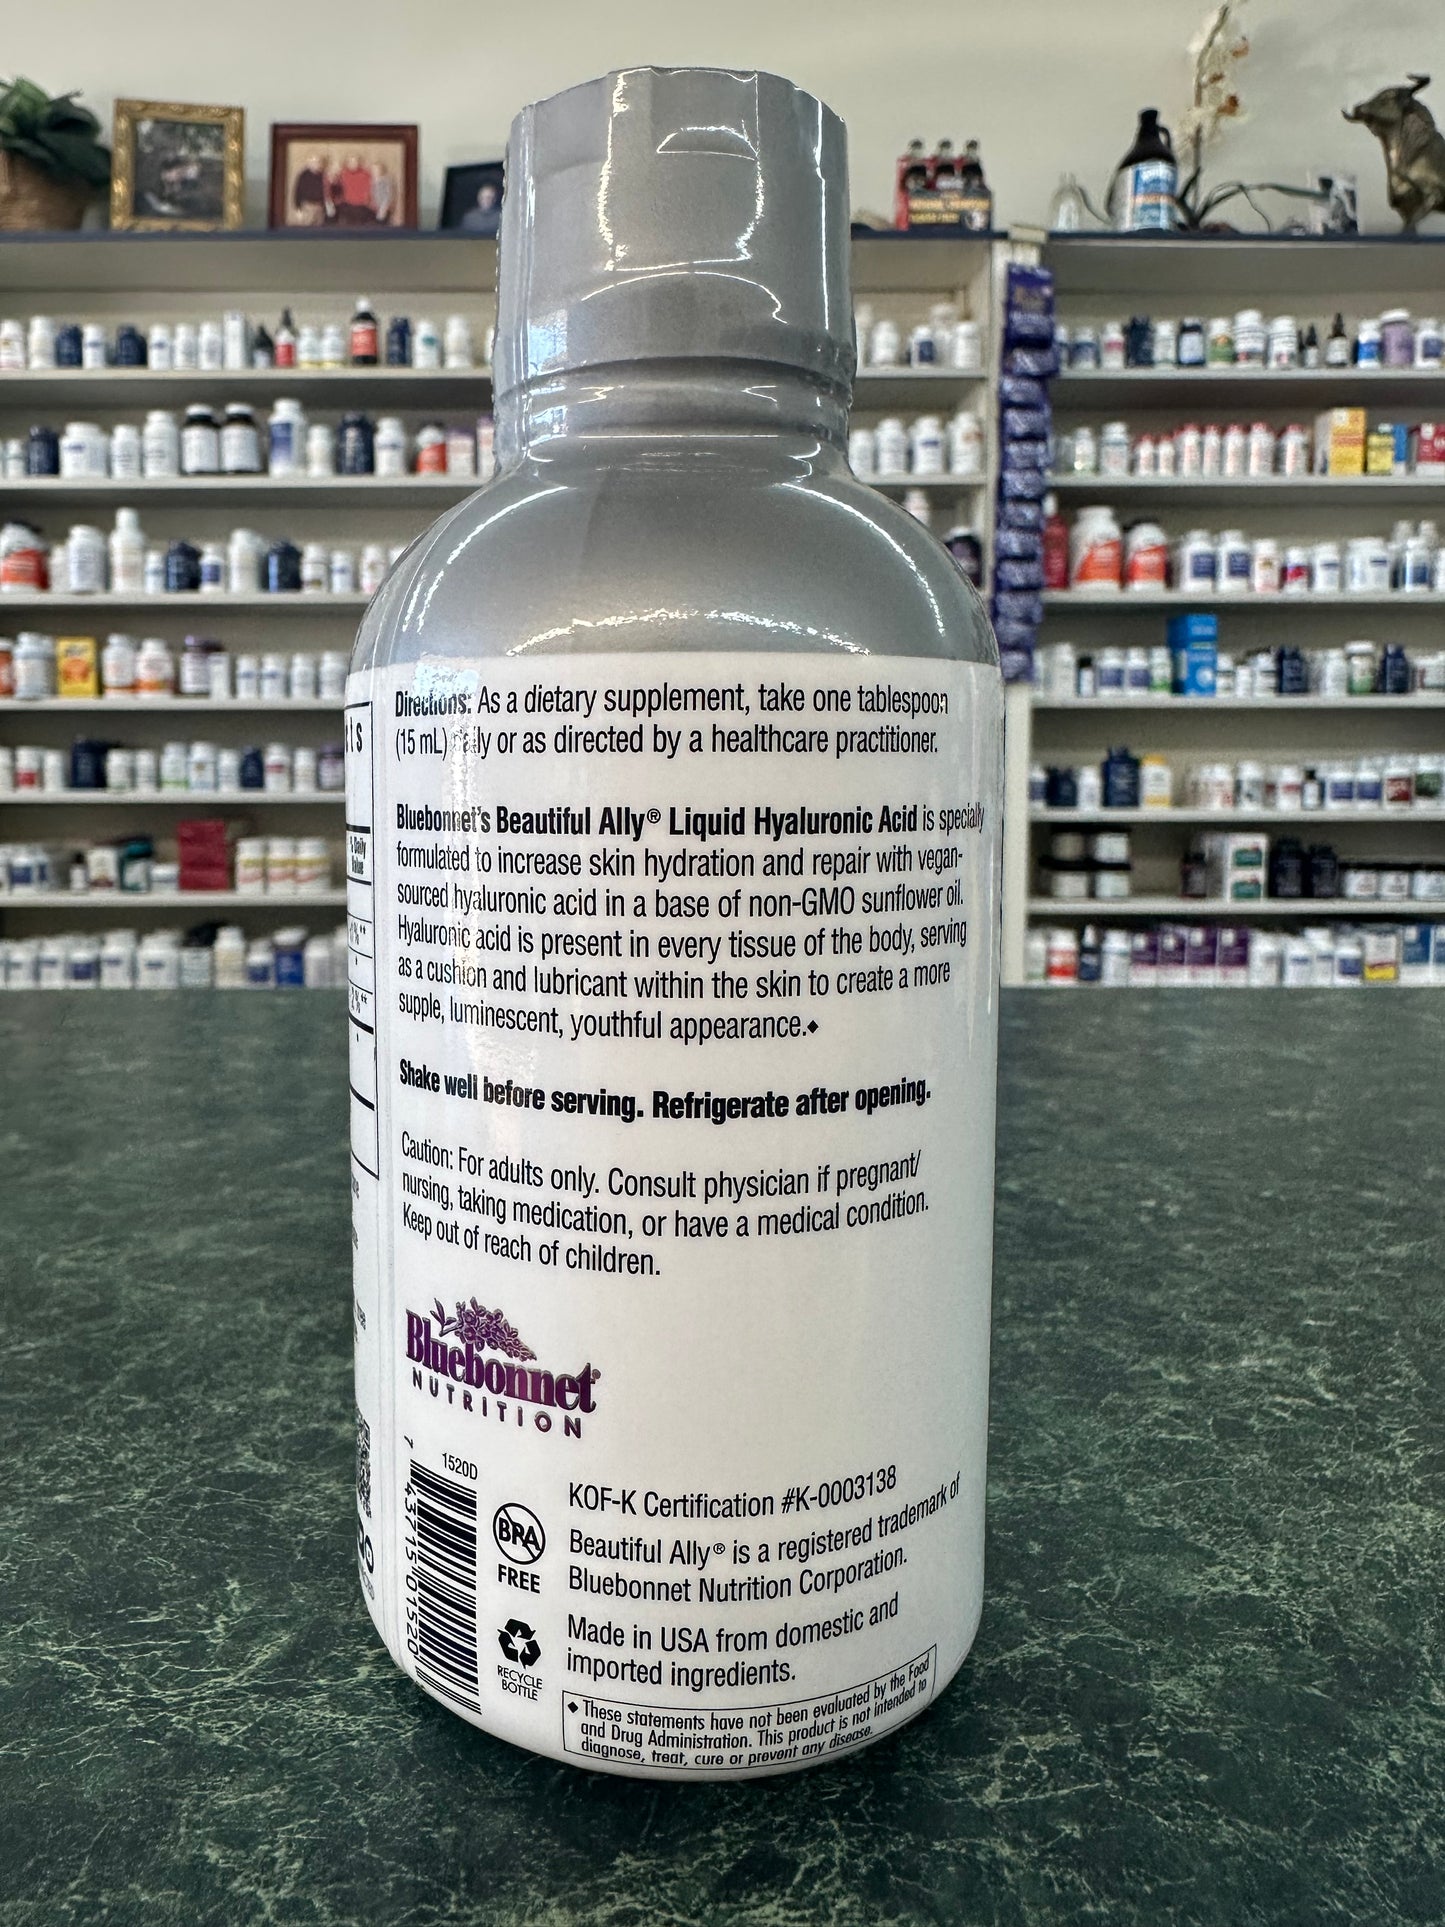 Directions: As a dietary supplement, take one tablespoon
(15 mL) daily or as directed by a healthcare practitioner.
Bluebonnet's Beautiful Ally® Liquid Hyaluronic Acid is specially
formulated to increase skin hydration and repair with vegan-
sourced hyaluronic acid in a base of non-GMO sunflower oil.
Hyaluronic acid is present in every tissue of the body, serving
as a cushion and lubricant within the skin to create a more
supple, luminescent, youthful appearance.◆
Shake well before serving. Refrigerate after opening.
Caution: For adults only. Consult physician if pregnant/
nursing, taking medication, or have a medical condition.
Keep out of reach of children.
Bluebonnet®
NUTRITION
1520D
7 43715 01520
BPA
FREE
RECYCLE
BOTTLE
KOF-K Certification #K-0003138
Beautiful Ally® is a registered trademark of
Bluebonnet Nutrition Corporation.
Made in USA from domestic and
imported ingredients.
◆ These statements have not been evaluated by the Food
and Drug Administration. This product is not intended to
diagnose, treat, cure or prevent any disease.
% Daily
Value